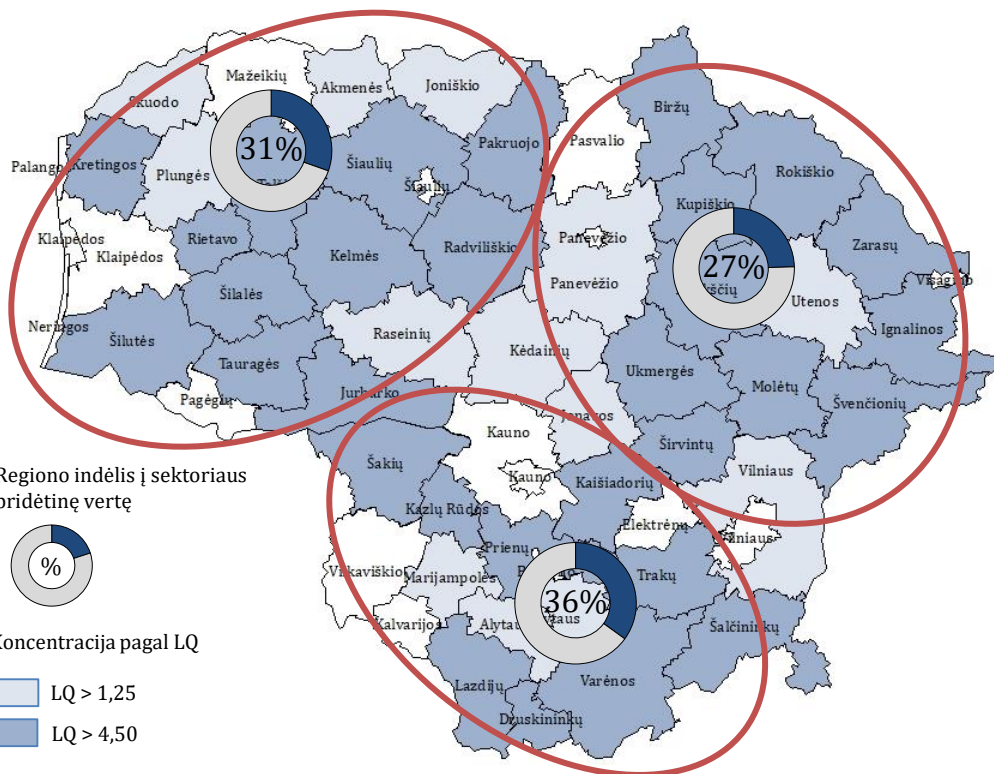 Mažeikių
Akmenės
Joniškio
Skuodo
Biržų
Pasvalio
Pakruojo
31%
Palango
Kretingos
Plungės
Šiaulių
Šiaulių
Rokiškio
Kupiškio
Klaipėdos
Klaipėdos
Rietavo
Kelmės
Radviliškio
Panevėžio
Panevėžio
27%
Zarasų
Visagino
Utenos
Ignalinos
Šilalės
Neringos
Šilutės
Raseinių
Kėdainių
Ukmergės
Molėtų
Švenčionių
Tauragės
Jurbarko
Pagėgių
Jonavos
Kauno
Širvintų
Vilniaus
Šakių
Kauno
Kaišiadorių
Regiono indėlis į sektoriaus
pridėtinę vertę
%
Kazlų Rūdos
Elektrėnų
Vilniaus
Prienų
Vilkaviškio
Marijampolės
Trakų
36%
Kalvarijos
Šalčininkų
Koncentracija pagal LQ
Lazdijų
Varėnos
Druskininkų
LQ > 1,25
LQ > 4,50